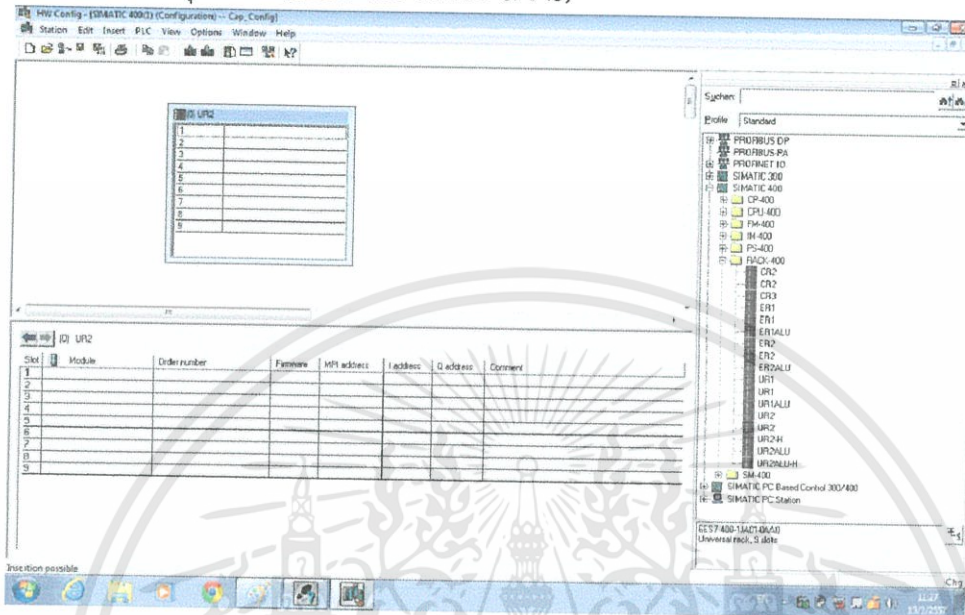 HW Config - [SIMATIC 400(1) (Configuration) -- Cap_Config]
Station Edit Insert PLC View Options Window Help
(0) UR2
1
2
3
4
5
6
7
8
9
Suchen:
Profile Standard
PROFIBUS DP
PROFIBUS-PA
PROFINET IO
SIMATIC 300
SIMATIC 400
CP-400
CPU-400
FM-400
IM-400
PS-400
RACK-400
CR2
CR2
CR3
ER1
ER1
ER1ALU
ER2
ER2
ER2ALU
UR1
UR1
UR1ALU
UR2
UR2
UR2-H
UR2ALU
UR2ALU-H
SM-400
SIMATIC PC Based Control 300/400
SIMATIC PC Station
(0) UR2
Slot Module Order number Firmware MPI address I address Q address Comment
1
2
3
4
5
6
7
8
9
6ES7 400-1JA01-0AA0
Universal rack, 9 slots
Insertion possible
Chg
11:27